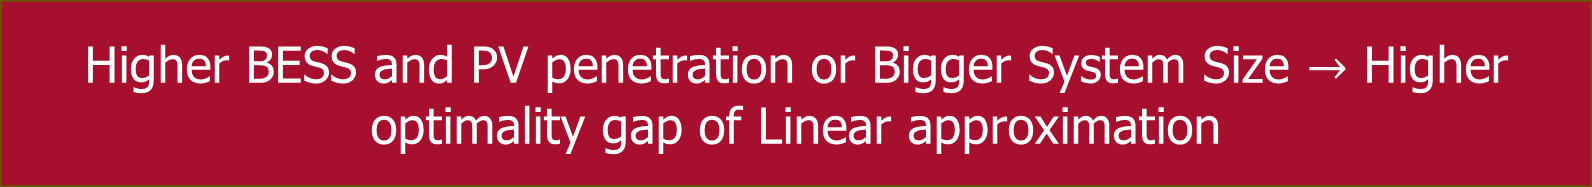 Higher BESS and PV penetration or Bigger System Size → Higher
optimality gap of Linear approximation